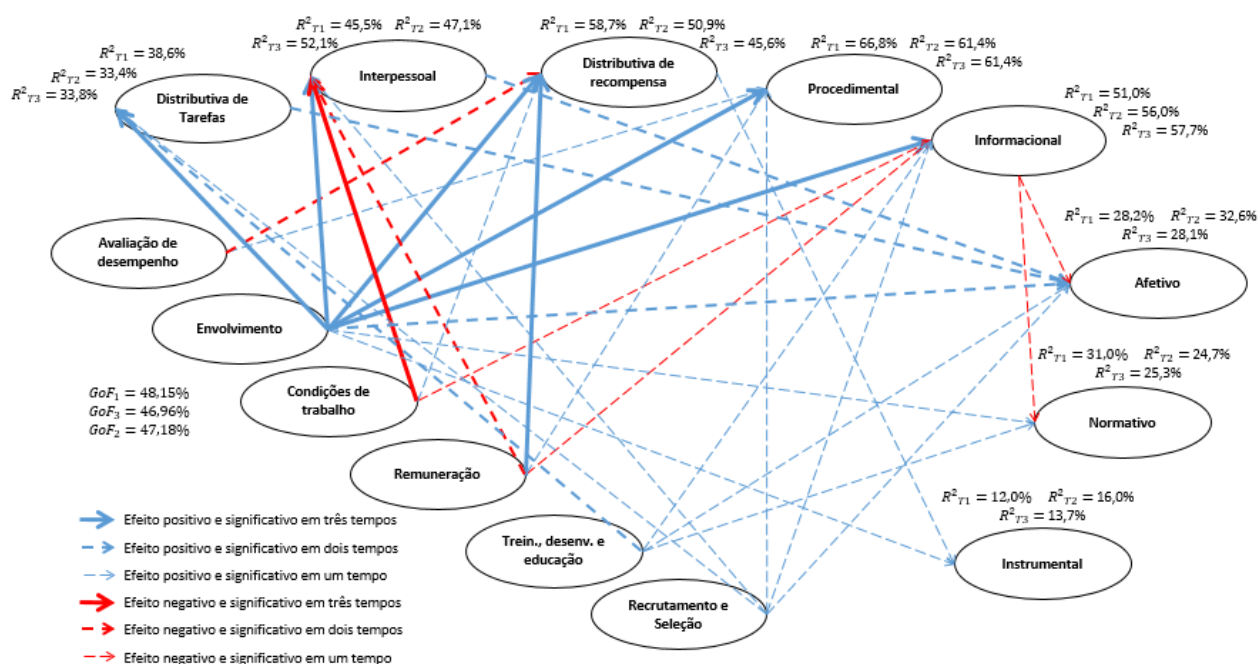 R²T1 = 45,5% R²T2 = 47,1%
R²T3 = 52,1%
Interpessoal
R²T1 = 58,7% R²T2 = 50,9%
R²T3 = 45,6%
Distributiva de
recompensa
R²T1 = 66,8% R²T2 = 61,4%
R²T3 = 61,4%
Procedimental
R²T1 = 38,6%
R²T2 = 33,4%
R²T3 = 33,8%
Distributiva de
Tarefas
R²T1 = 51,0%
R²T2 = 56,0%
R²T3 = 57,7%
Informacional
Avaliação de
desempenho
R²T1 = 28,2% R²T2 = 32,6%
R²T3 = 28,1%
Afetivo
Envolvimento
R²T1 = 31,0% R²T2 = 24,7%
R²T3 = 25,3%
Normativo
Condições de
trabalho
GoF1 = 48,15%
GoF3 = 46,96%
GoF2 = 47,18%
Remuneração
R²T1 = 12,0% R²T2 = 16,0%
R²T3 = 13,7%
Instrumental
Trein., desenv. e
educação
Recrutamento e
Seleção
Efeito positivo e significativo em três tempos
Efeito positivo e significativo em dois tempos
Efeito positivo e significativo em um tempo
Efeito negativo e significativo em três tempos
Efeito negativo e significativo em dois tempos
Efeito negativo e significativo em um tempo